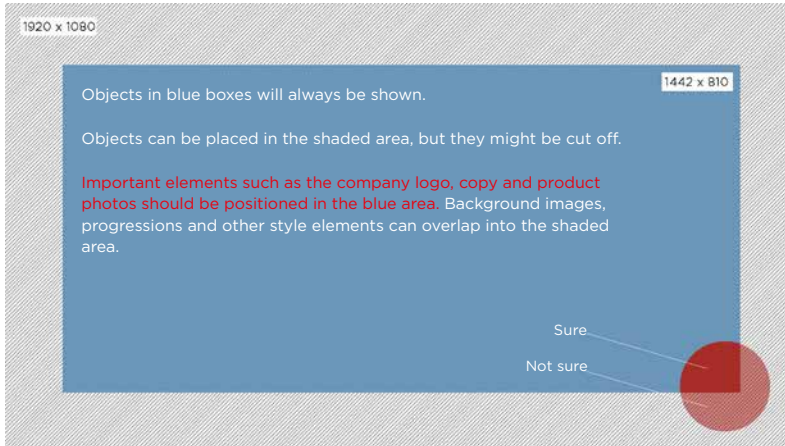 1920 x 1080
1442 x 810
Objects in blue boxes will always be shown.
Objects can be placed in the shaded area, but they might be cut off.
Important elements such as the company logo, copy and product
photos should be positioned in the blue area. Background images,
progressions and other style elements can overlap into the shaded
area.
Sure
Not sure